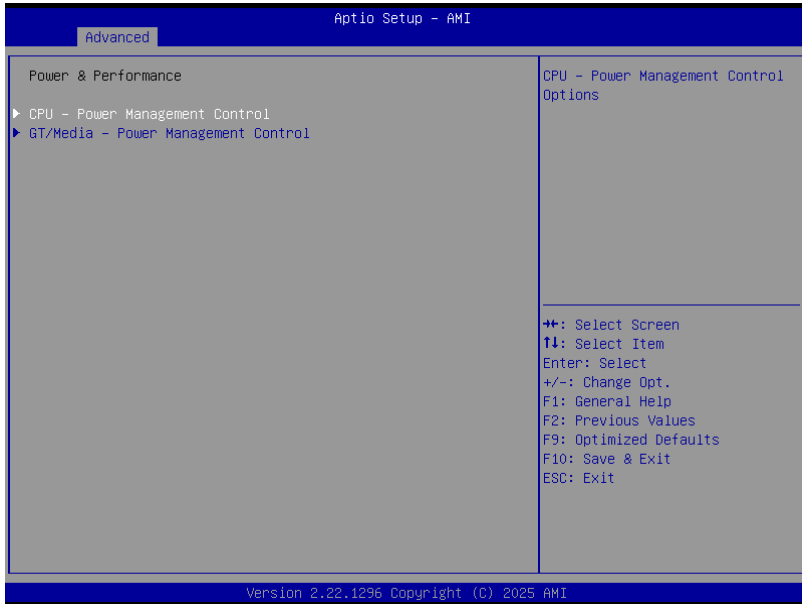 Aptio Setup – AMI
Advanced
Power & Performance
CPU – Power Management Control
GT/Media – Power Management Control
CPU – Power Management Control
Options
→←: Select Screen
↑↓: Select Item
Enter: Select
+/-: Change Opt.
F1: General Help
F2: Previous Values
F9: Optimized Defaults
F10: Save & Exit
ESC: Exit
Version 2.22.1296 Copyright (C) 2025 AMI